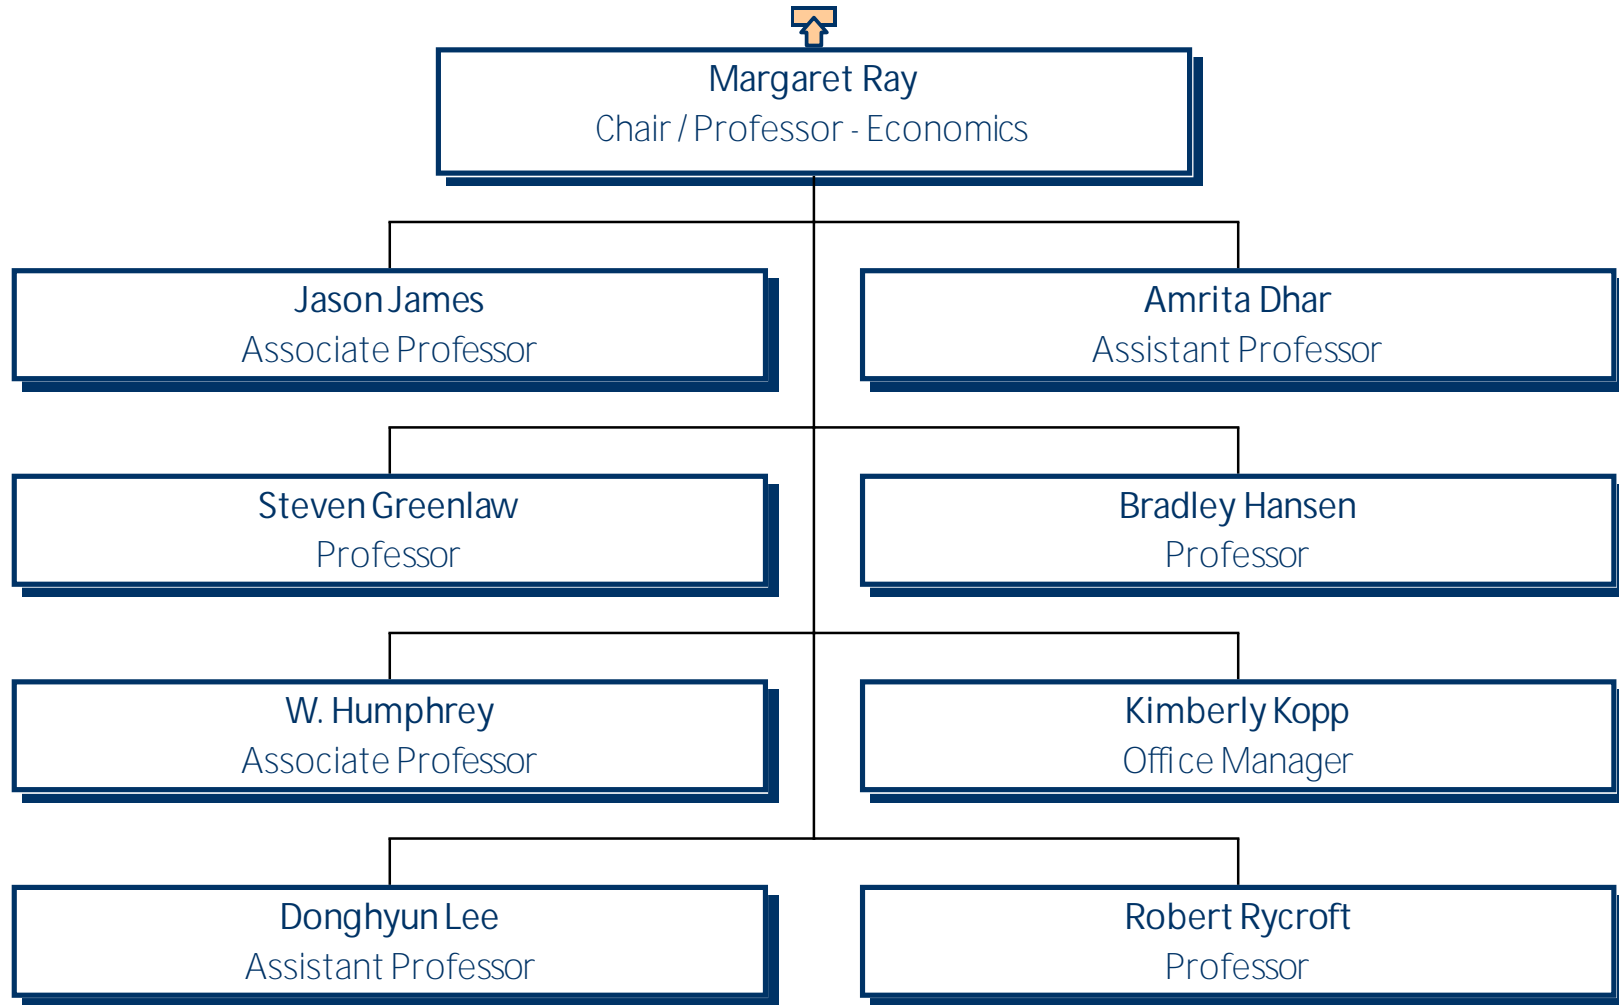 Margaret Ray
Chair / Professor - Economics
Jason James
Associate Professor
Amrita Dhar
Assistant Professor
Steven Greenlaw
Professor
Bradley Hansen
Professor
W. Humphrey
Associate Professor
Kimberly Kopp
Office Manager
Donghyun Lee
Assistant Professor
Robert Rycroft
Professor